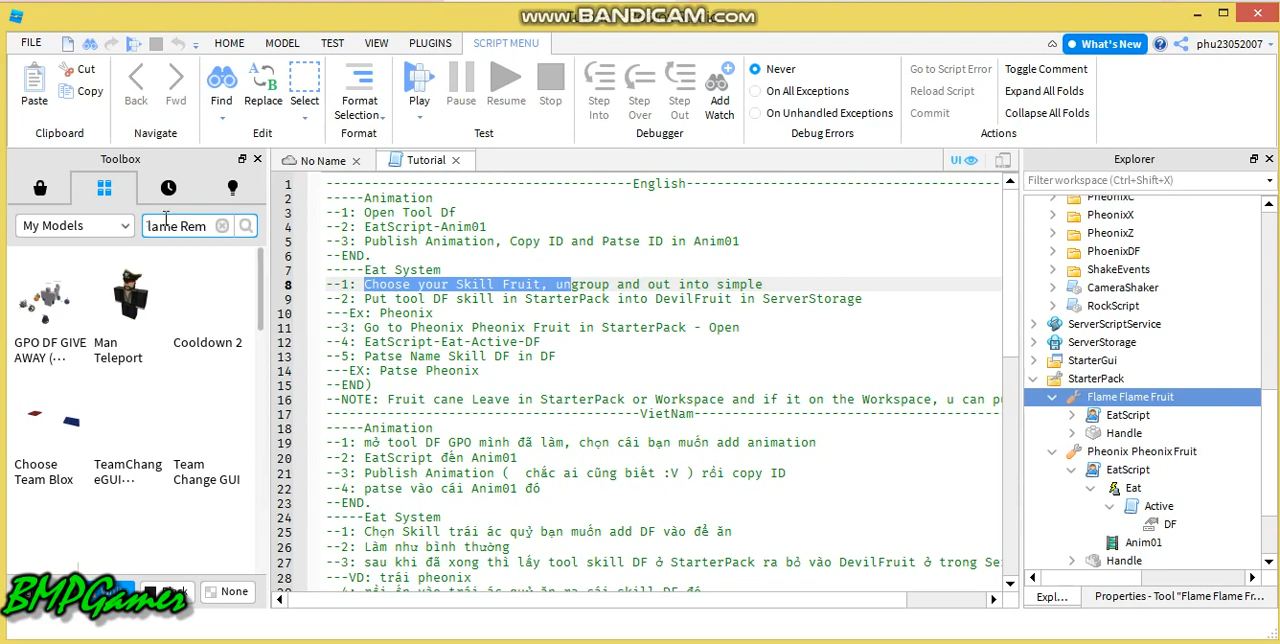 www.BANDICAM.com
FILE
HOME
MODEL
TEST
VIEW
PLUGINS
SCRIPT MENU
What's New
phu23052007
Paste
Cut
Copy
Clipboard
Back
Fwd
Navigate
Find
Replace
Select
Edit
Format
Selection
Format
Play
Pause
Resume
Stop
Test
Step
Into
Step
Over
Step
Out
Add
Watch
Debugger
Never
On All Exceptions
On Unhandled Exceptions
Debug Errors
Go to Script Error
Reload Script
Commit
Toggle Comment
Expand All Folds
Collapse All Folds
Actions
Toolbox
My Models
lame Rem
GPO DF GIVE
AWAY (…
Man
Teleport
Cooldown 2
Choose
Team Blox
TeamChang
eGUI…
Team
Change GUI
None
BMPGamer
No Name
Tutorial
UI
1 --------------------------------------English--------------------------------------
2 -----Animation
3 --1: Open Tool Df
4 --2: EatScript-Anim01
5 --3: Publish Animation, Copy ID and Patse ID in Anim01
6 --END.
7 -----Eat System
8 --1: Choose your Skill Fruit, ungroup and out into simple
9 --2: Put tool DF skill in StarterPack into DevilFruit in ServerStorage
10 ---Ex: Pheonix
11 --3: Go to Pheonix Pheonix Fruit in StarterPack - Open
12 --4: EatScript-Eat-Active-DF
13 --5: Patse Name Skill DF in DF
14 ---EX: Patse Pheonix
15 --END)
16 --NOTE: Fruit cane Leave in StarterPack or Workspace and if it on the Workspace, u can pu
17 ---------------------------------------VietNam---------------------------------------
18 -----Animation
19 --1: mở tool DF GPO mình đã làm, chọn cái bạn muốn add animation
20 --2: EatScript đến Anim01
21 --3: Publish Animation (  chắc ai cũng biết :V ) rồi copy ID
22 --4: patse vào cái Anim01 đó
23 --END.
24 -----Eat System
25 --1: Chọn Skill trái ác quỷ bạn muốn add DF vào để ăn
26 --2: Làm như bình thường
27 --3: sau khi đã xong thì lấy tool skill DF ở StarterPack ra bỏ vào DevilFruit ở trong Se
28 ---VD: trái pheonix
Explorer
Filter workspace (Ctrl+Shift+X)
PheonixC
PheonixX
PheonixZ
PhoenixDF
ShakeEvents
CameraShaker
RockScript
ServerScriptService
ServerStorage
StarterGui
StarterPack
Flame Flame Fruit
EatScript
Handle
Pheonix Pheonix Fruit
EatScript
Eat
Active
DF
Anim01
Handle
Expl...
Properties - Tool "Flame Flame Fr...